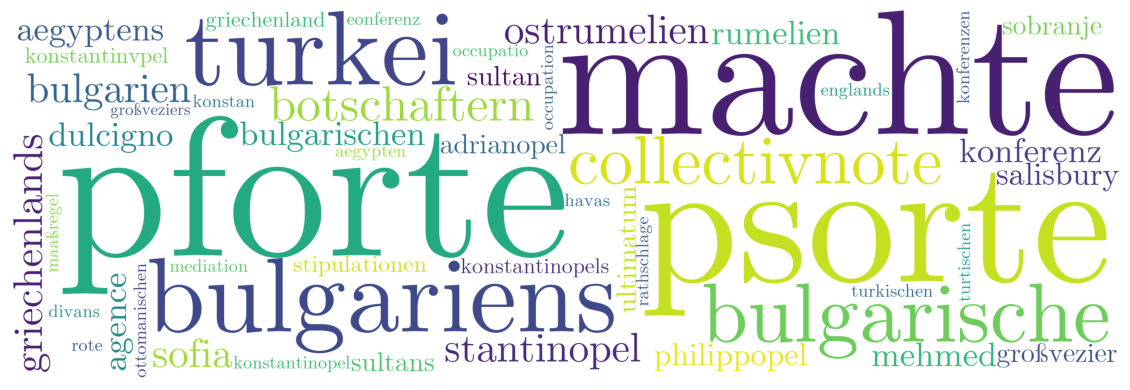 griechenland eonferenz
aegyptens turkei occupatio ostrumelien rumelien sobranje
konstantinvpel sultan machte konferenzen
bulgarien konstan botschaftern occupation englands
großveziers
dulcigno bulgarischen adrianopel collectivnote konferenz
aegypten salisbury
griechenlands pforte havas psorte
maaßregel ultimatum rathschlage
mediation stipulationen konstantinopels turtischen
agence ottomanischen bulgariens turkischen bulgarische
divans
rote sofia stantinopel philippopel mehmed großvezier
konstantinopel sultans